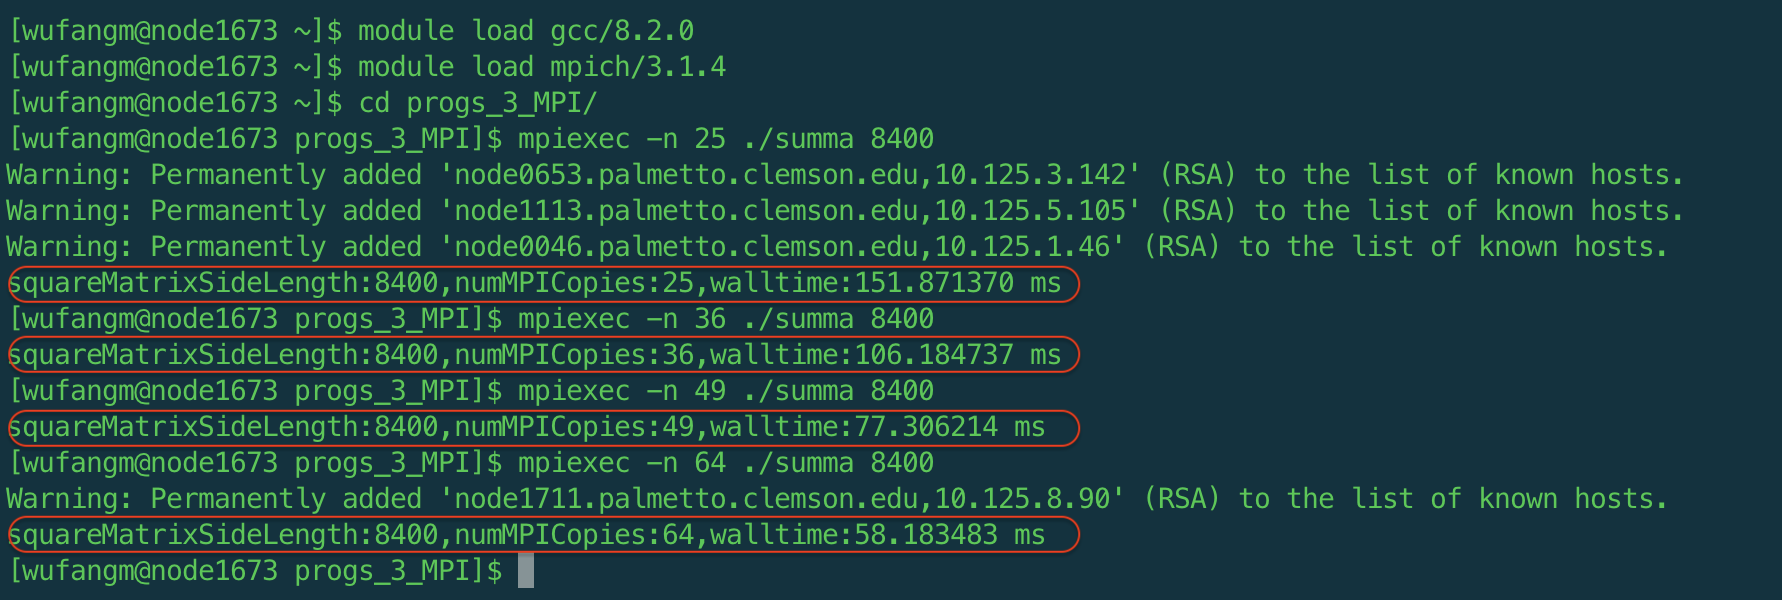 [wufangm@node1673 ~]$ module load gcc/8.2.0
[wufangm@node1673 ~]$ module load mpich/3.1.4
[wufangm@node1673 ~]$ cd progs_3_MPI/
[wufangm@node1673 progs_3_MPI]$ mpiexec -n 25 ./summa 8400
Warning: Permanently added 'node0653.palmetto.clemson.edu,10.125.3.142' (RSA) to the list of known hosts.
Warning: Permanently added 'node1113.palmetto.clemson.edu,10.125.5.105' (RSA) to the list of known hosts.
Warning: Permanently added 'node0046.palmetto.clemson.edu,10.125.1.46' (RSA) to the list of known hosts.
squareMatrixSideLength:8400,numMPICopies:25,walltime:151.871370 ms
[wufangm@node1673 progs_3_MPI]$ mpiexec -n 36 ./summa 8400
squareMatrixSideLength:8400,numMPICopies:36,walltime:106.184737 ms
[wufangm@node1673 progs_3_MPI]$ mpiexec -n 49 ./summa 8400
squareMatrixSideLength:8400,numMPICopies:49,walltime:77.306214 ms
[wufangm@node1673 progs_3_MPI]$ mpiexec -n 64 ./summa 8400
Warning: Permanently added 'node1711.palmetto.clemson.edu,10.125.8.90' (RSA) to the list of known hosts.
squareMatrixSideLength:8400,numMPICopies:64,walltime:58.183483 ms
[wufangm@node1673 progs_3_MPI]$